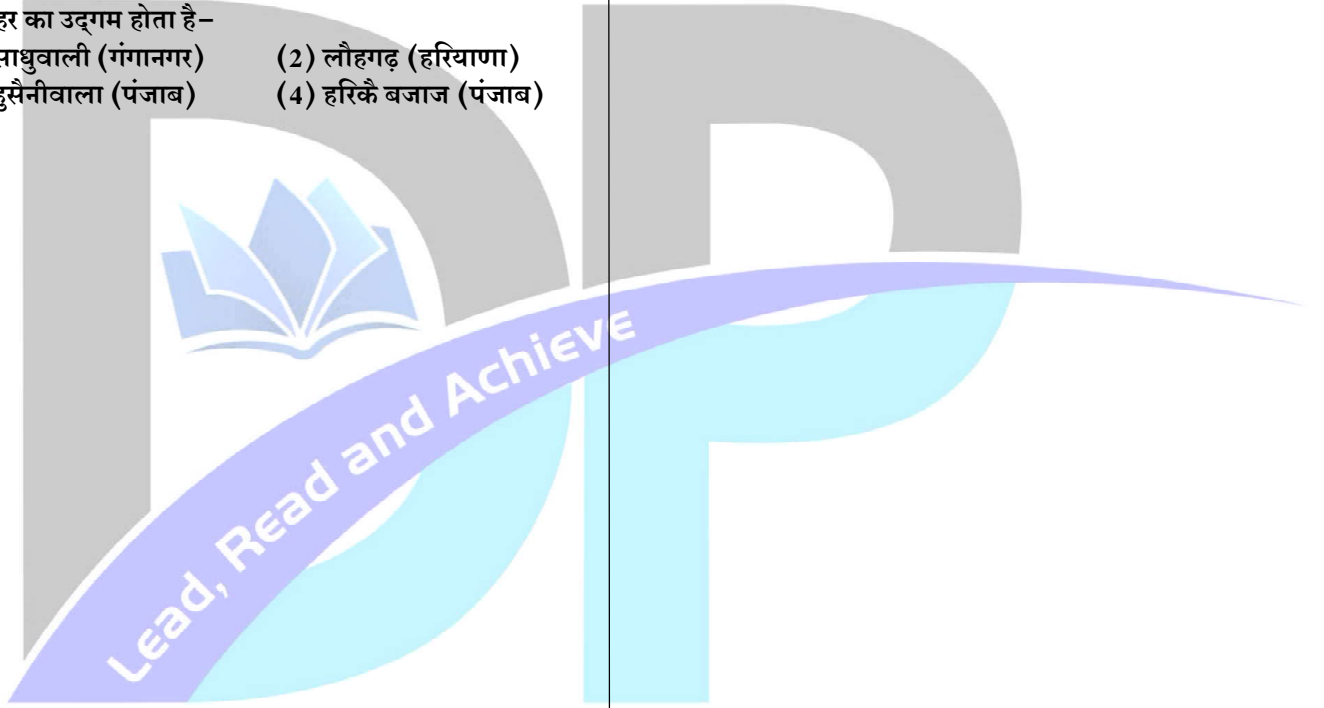 हर का उद्‌गम होता है–
साधुवाली (गंगानगर) (2) लौहगढ़ (हरियाणा)
हुसैनीवाला (पंजाब) (4) हरिकै बजाज (पंजाब)
Lead, Read and Achieve